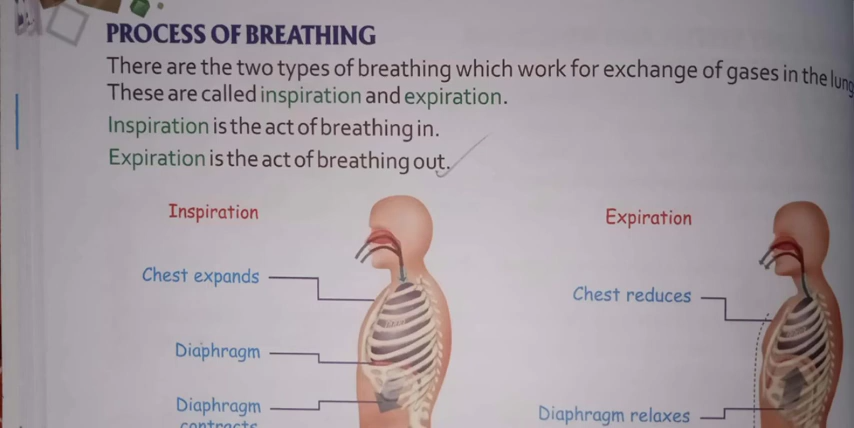 PROCESS OF BREATHING
There are the two types of breathing which work for exchange of gases in the lung
These are called inspiration and expiration.
Inspiration is the act of breathing in.
Expiration is the act of breathing out.
Inspiration
Expiration
Chest expands
Chest reduces
Diaphragm
Diaphragm
contracts
Diaphragm relaxes